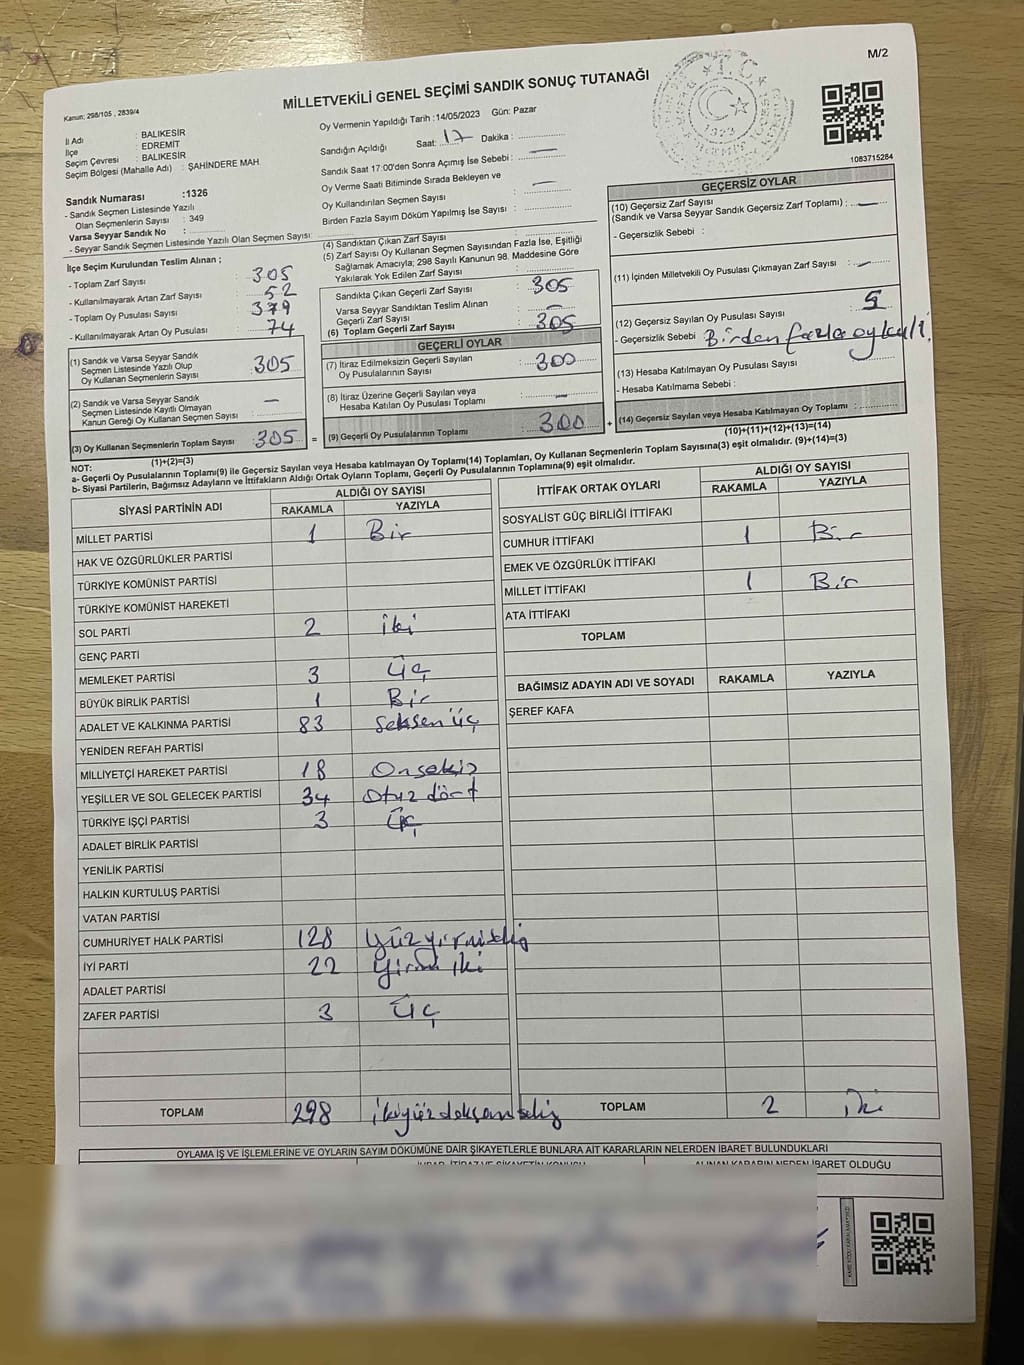 M/2
MİLLETVEKİLİ GENEL SEÇİMİ SANDIK SONUÇ TUTANAĞI
Kanun: 298/105 , 2839/4
İl Adı : BALIKESİR
İlçe : EDREMİT
Seçim Çevresi : BALIKESİR
Seçim Bölgesi (Mahalle Adı) : ŞAHİNDERE MAH.
Sandık Numarası :1326
- Sandık Seçmen Listesinde Yazılı
Olan Seçmenlerin Sayısı : 349
Varsa Seyyar Sandık No :
- Seyyar Sandık Seçmen Listesinde Yazılı Olan Seçmen Sayısı:
Oy Vermenin Yapıldığı Tarih :14/05/2023 Gün: Pazar
Sandığın Açıldığı Saat: 17 Dakika :
Sandık Saat 17:00'den Sonra Açımış İse Sebebi : —
Oy Verme Saati Bitiminde Sırada Bekleyen ve
Oy Kullandırılan Seçmen Sayısı : —
Birden Fazla Sayım Döküm Yapılmış İse Sayısı :
T.C.
1923
1083715284
İlçe Seçim Kurulundan Teslim Alınan ;
- Toplam Zarf Sayısı : 305
- Kullanılmayarak Artan Zarf Sayısı : 52
- Toplam Oy Pusulası Sayısı : 379
- Kullanılmayarak Artan Oy Pusulası : 74
(1) Sandık ve Varsa Seyyar Sandık
Seçmen Listesinde Yazılı Olup
Oy Kullanan Seçmenlerin Sayısı : 305
(2) Sandık ve Varsa Seyyar Sandık
Seçmen Listesinde Kayıtlı Olmayan
Kanun Gereği Oy Kullanan Seçmen Sayısı : —
(3) Oy Kullanan Seçmenlerin Toplam Sayısı : 305 =
(1)+(2)=(3)
(4) Sandıktan Çıkan Zarf Sayısı :
(5) Zarf Sayısı Oy Kullanan Seçmen Sayısından Fazla İse, Eşitliği
Sağlamak Amacıyla; 298 Sayılı Kanunun 98. Maddesine Göre
Yakılarak Yok Edilen Zarf Sayısı :
Sandıkta Çıkan Geçerli Zarf Sayısı : 305
Varsa Seyyar Sandıktan Teslim Alınan
Geçerli Zarf Sayısı : —
(6) Toplam Geçerli Zarf Sayısı : 305
GEÇERLİ OYLAR
(7) İtiraz Edilmeksizin Geçerli Sayılan
Oy Pusulalarının Sayısı : 300
(8) İtiraz Üzerine Geçerli Sayılan veya
Hesaba Katılan Oy Pusulası Toplamı : —
(9) Geçerli Oy Pusulalarının Toplamı : 300 +
GEÇERSİZ OYLAR
(10) Geçersiz Zarf Sayısı
(Sandık ve Varsa Seyyar Sandık Geçersiz Zarf Toplamı) : —
- Geçersizlik Sebebi :
(11) İçinden Milletvekili Oy Pusulası Çıkmayan Zarf Sayısı : —
(12) Geçersiz Sayılan Oy Pusulası Sayısı : 5
- Geçersizlik Sebebi Birden fazla oy kull.
(13) Hesaba Katılmayan Oy Pusulası Sayısı :
- Hesaba Katılmama Sebebi :
(14) Geçersiz Sayılan veya Hesaba Katılmayan Oy Toplamı :
(10)+(11)+(12)+(13)=(14)
NOT:
a- Geçerli Oy Pusulalarının Toplamı(9) ile Geçersiz Sayılan veya Hesaba katılmayan Oy Toplamı(14) Toplamları, Oy Kullanan Seçmenlerin Toplam Sayısına(3) eşit olmalıdır. (9)+(14)=(3)
b- Siyasi Partilerin, Bağımsız Adayların ve İttifakların Aldığı Ortak Oyların Toplamı, Geçerli Oy Pusulalarının Toplamına(9) eşit olmalıdır.
SİYASİ PARTİNİN ADI ALDIĞI OY SAYISI
RAKAMLA YAZIYLA
MİLLET PARTİSİ 1 Bir
HAK VE ÖZGÜRLÜKLER PARTİSİ
TÜRKİYE KOMÜNİST PARTİSİ
TÜRKİYE KOMÜNİST HAREKETİ
SOL PARTİ 2 iki
GENÇ PARTİ
MEMLEKET PARTİSİ 3 Üç
BÜYÜK BİRLİK PARTİSİ 1 Bir
ADALET VE KALKINMA PARTİSİ 83 Seksen üç
YENİDEN REFAH PARTİSİ
MİLLİYETÇİ HAREKET PARTİSİ 18 Onsekiz
YEŞİLLER VE SOL GELECEK PARTİSİ 34 Otuz dört
TÜRKİYE İŞÇİ PARTİSİ 3 Üç
ADALET BİRLİK PARTİSİ
YENİLİK PARTİSİ
HALKIN KURTULUŞ PARTİSİ
VATAN PARTİSİ
CUMHURİYET HALK PARTİSİ 128 Yüzyirmisekiz
İYİ PARTİ 22 Yirmi iki
ADALET PARTİSİ
ZAFER PARTİSİ 3 Üç
TOPLAM 298 ikiyüzdoksansekiz
İTTİFAK ORTAK OYLARI ALDIĞI OY SAYISI
RAKAMLA YAZIYLA
SOSYALİST GÜÇ BİRLİĞİ İTTİFAKI
CUMHUR İTTİFAKI 1 Bir
EMEK VE ÖZGÜRLÜK İTTİFAKI
MİLLET İTTİFAKI 1 Bir
ATA İTTİFAKI
TOPLAM
BAĞIMSIZ ADAYIN ADI VE SOYADI RAKAMLA YAZIYLA
ŞEREF KAFA
TOPLAM 2 iki
OYLAMA İŞ VE İŞLEMLERİNE VE OYLARIN SAYIM DÖKÜMÜNE DAİR ŞİKAYETLERLE BUNLARA AİT KARARLARIN NELERDEN İBARET BULUNDUKLARI
ALINAN KARARIN NEDEN İBARET OLDUĞU